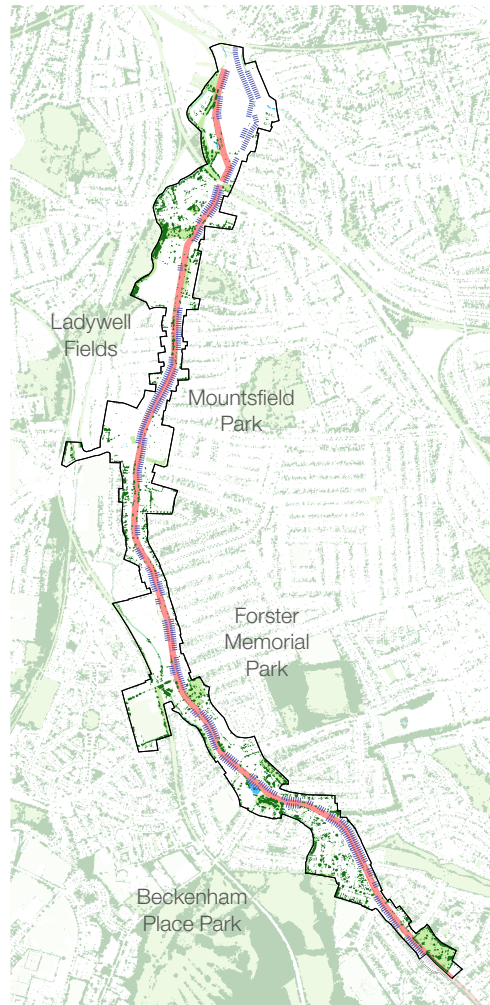 Ladywell
Fields
Mountsfield
Park
Forster
Memorial
Park
Beckenham
Place Park